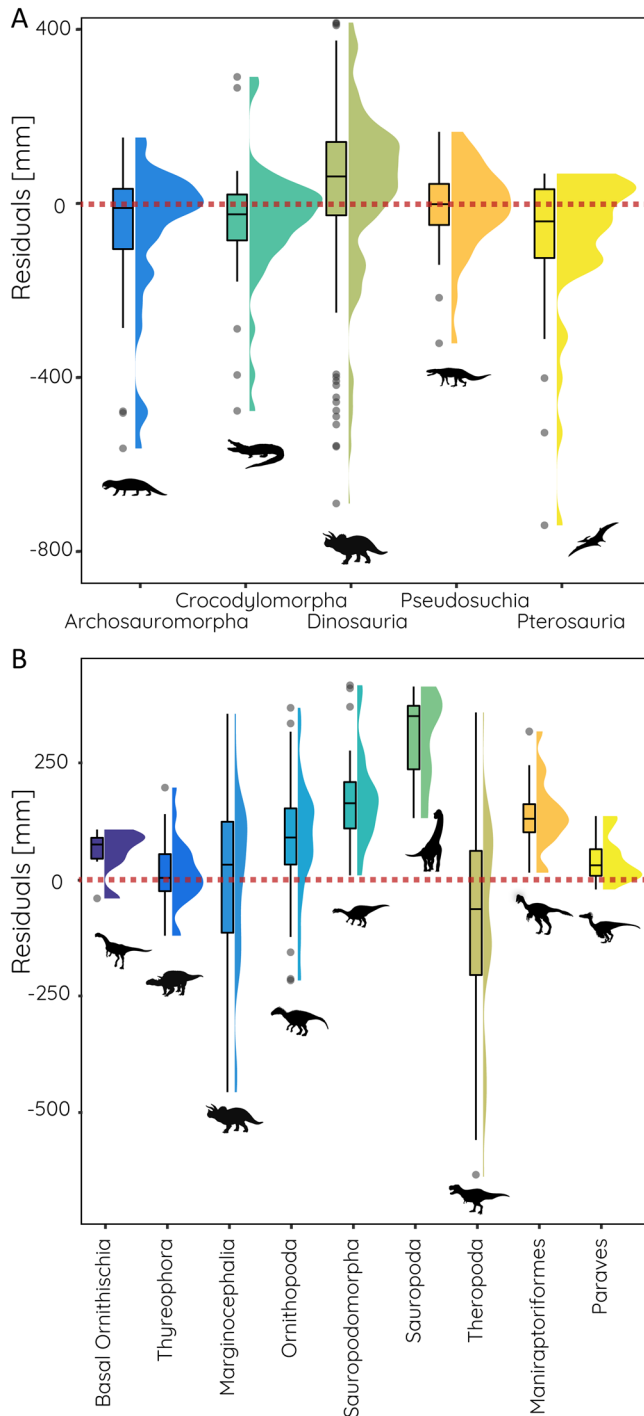 A
400
0
-400
-800
Residuals [mm]
Crocodylomorpha Pseudosuchia
Archosauromorpha Dinosauria Pterosauria
B
250
0
-250
-500
Residuals [mm]
Basal Ornithischia
Thyreophora
Marginocephalia
Ornithopoda
Sauropodomorpha
Sauropoda
Theropoda
Maniraptoriformes
Paraves